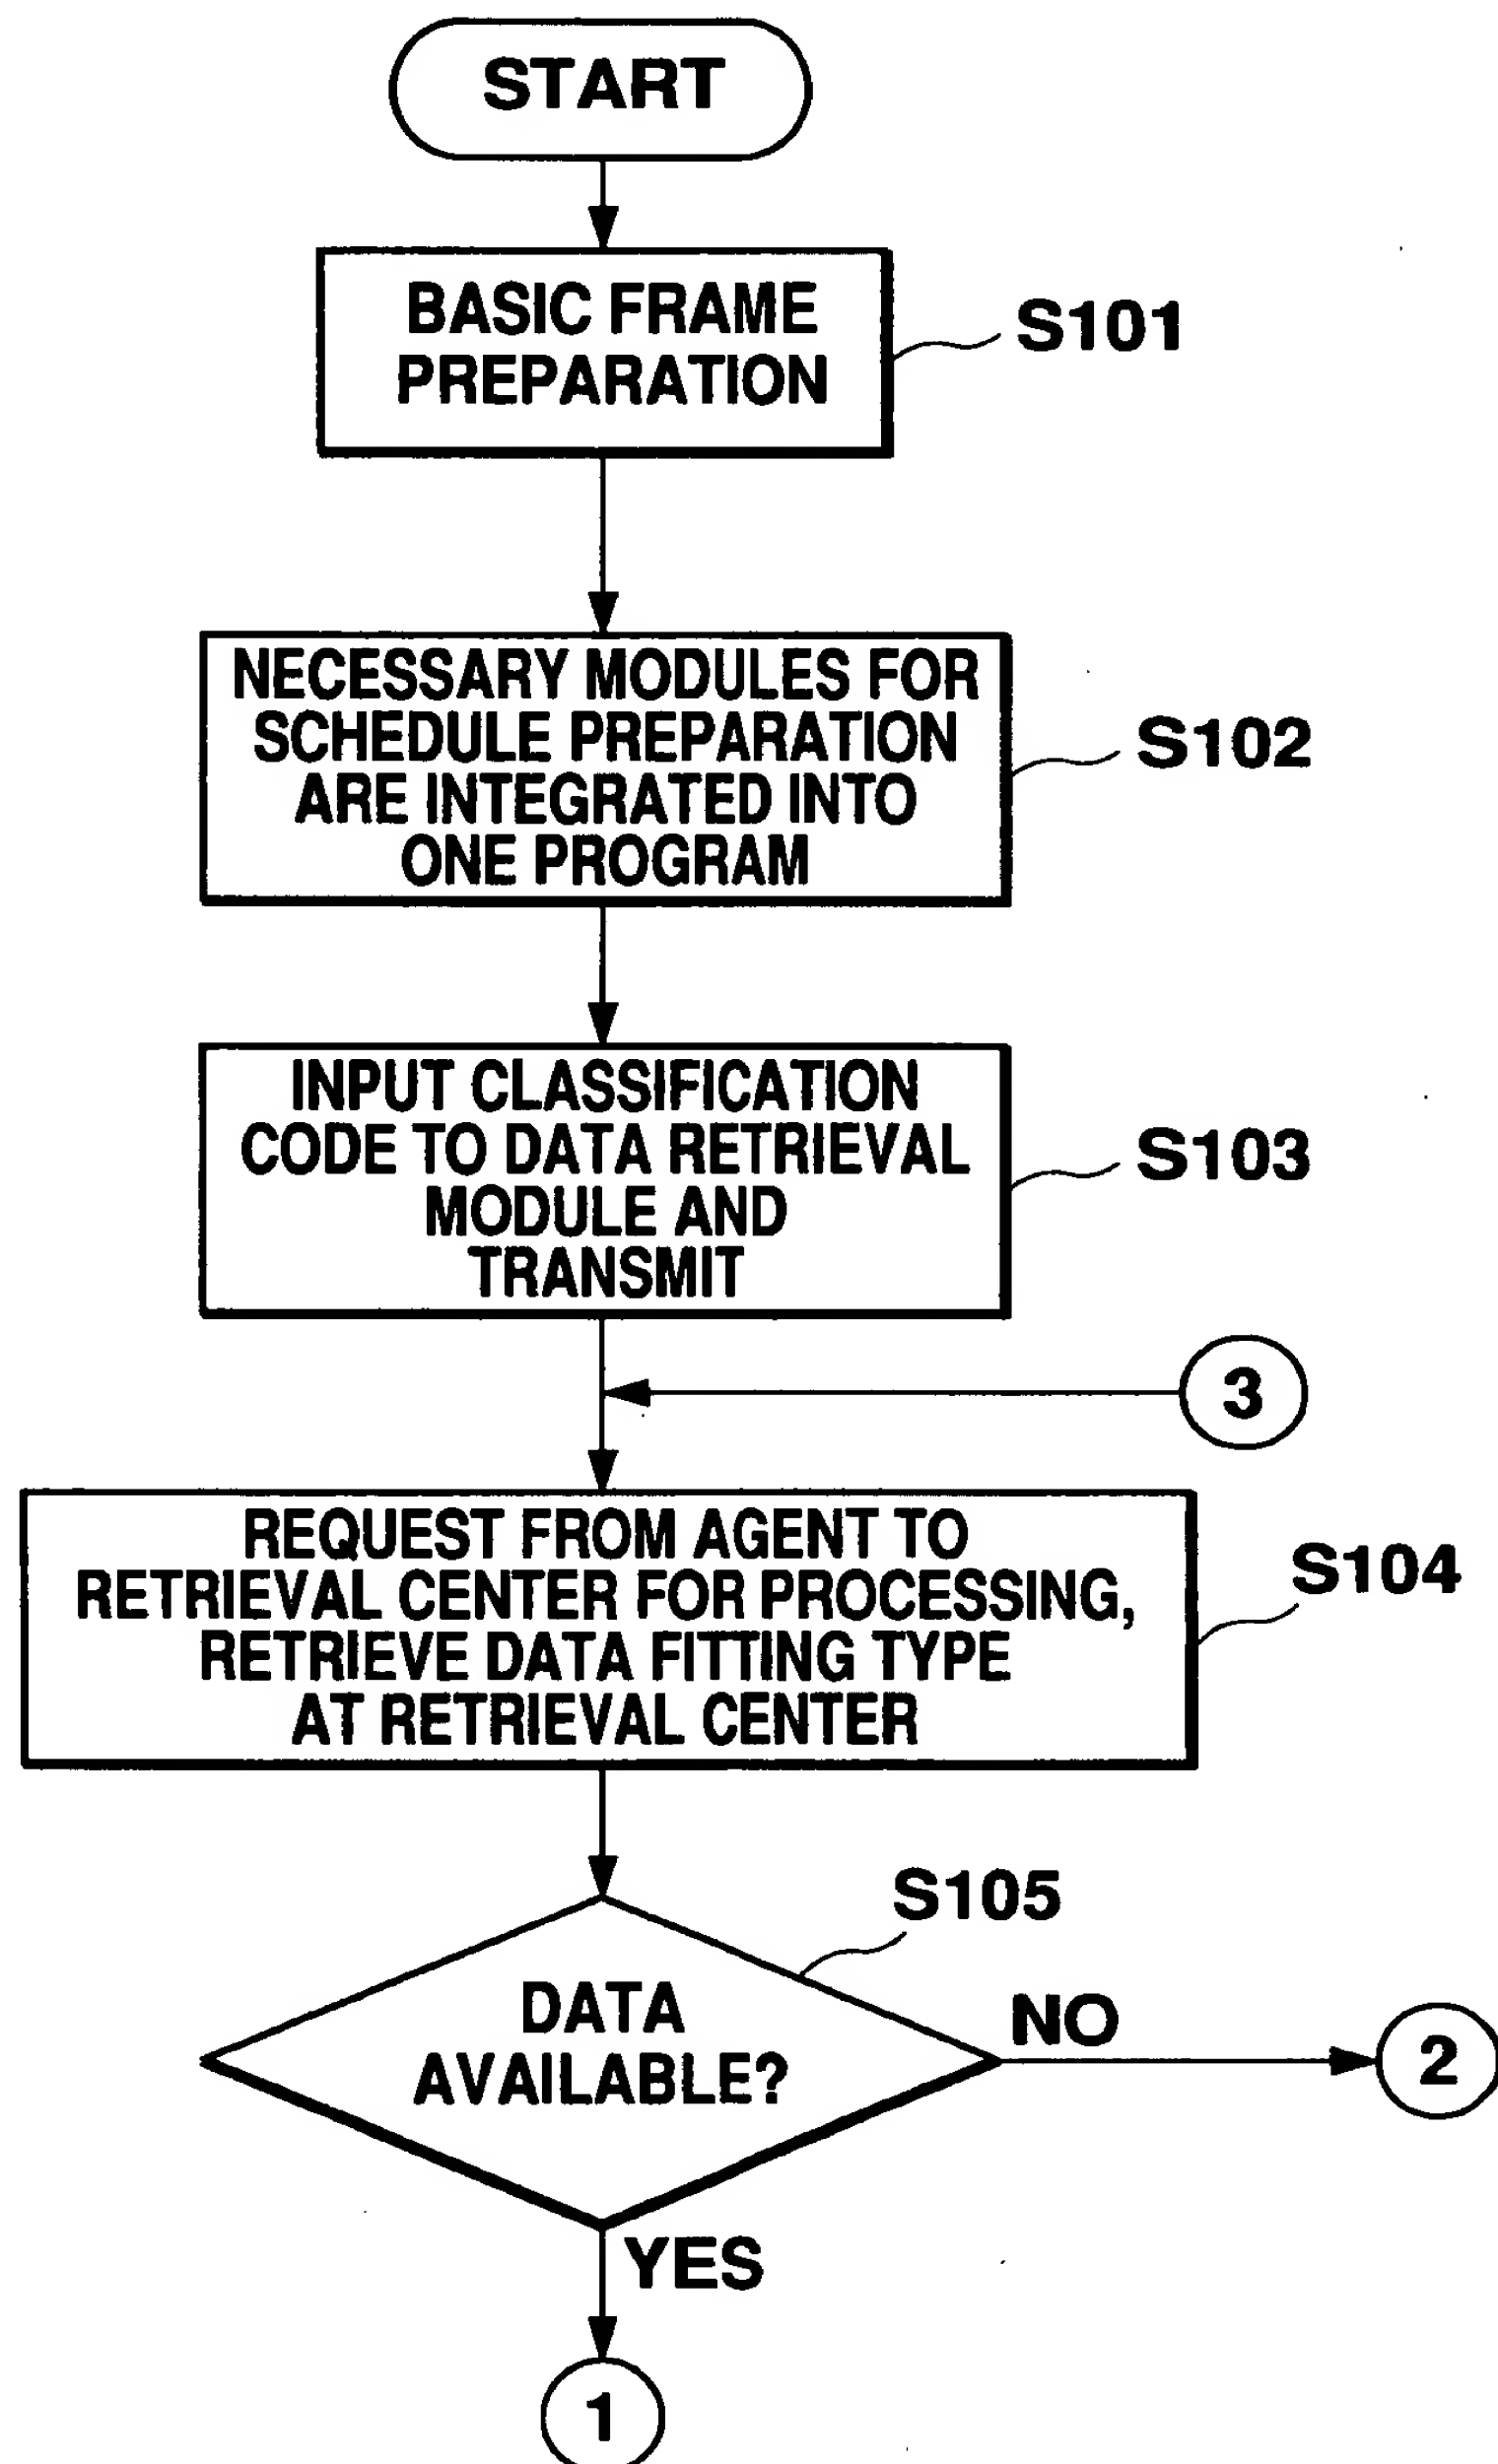 START
BASIC FRAME
PREPARATION
S101
NECESSARY MODULES FOR
SCHEDULE PREPARATION
ARE INTEGRATED INTO
ONE PROGRAM
S102
INPUT CLASSIFICATION
CODE TO DATA RETRIEVAL
MODULE AND
TRANSMIT
S103
3
REQUEST FROM AGENT TO
RETRIEVAL CENTER FOR PROCESSING,
RETRIEVE DATA FITTING TYPE
AT RETRIEVAL CENTER
S104
S105
DATA
AVAILABLE?
NO
2
YES
1